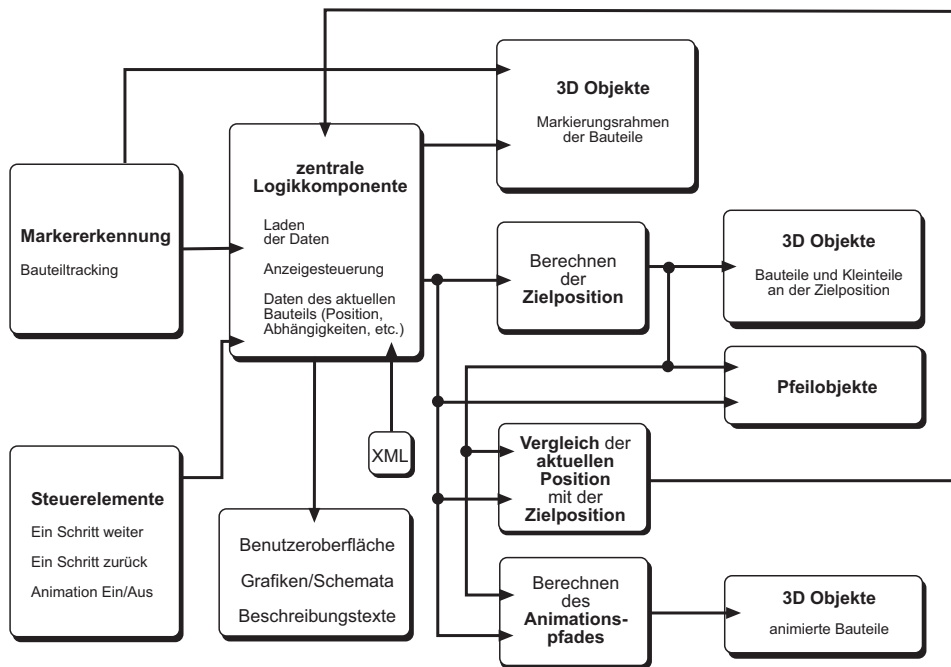 3D Objekte
Markierungsrahmen
der Bauteile
zentrale
Logikkomponente
Laden
der Daten
Anzeigesteuerung
Daten des aktuellen
Bauteils (Position,
Abhängigkeiten, etc.)
Markererkennung
Bauteiltracking
Berechnen
der
Zielposition
3D Objekte
Bauteile und Kleinteile
an der Zielposition
Pfeilobjekte
XML
Vergleich der
aktuellen
Position
mit der
Zielposition
Steuerelemente
Ein Schritt weiter
Ein Schritt zurück
Animation Ein/Aus
Benutzeroberfläche
Grafiken/Schemata
Beschreibungstexte
Berechnen
des
Animations-
pfades
3D Objekte
animierte Bauteile